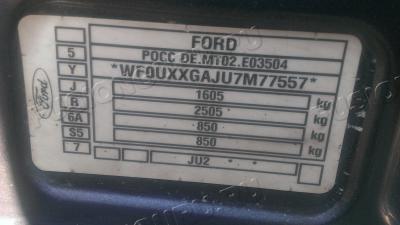 FORD
5 POCC DE.MT02.E03504
Y *WF0UXXGAJU7M77557*
J 1605 kg
B 2505 kg
6A 850 kg
S5 850 kg
7 JU2
Ford